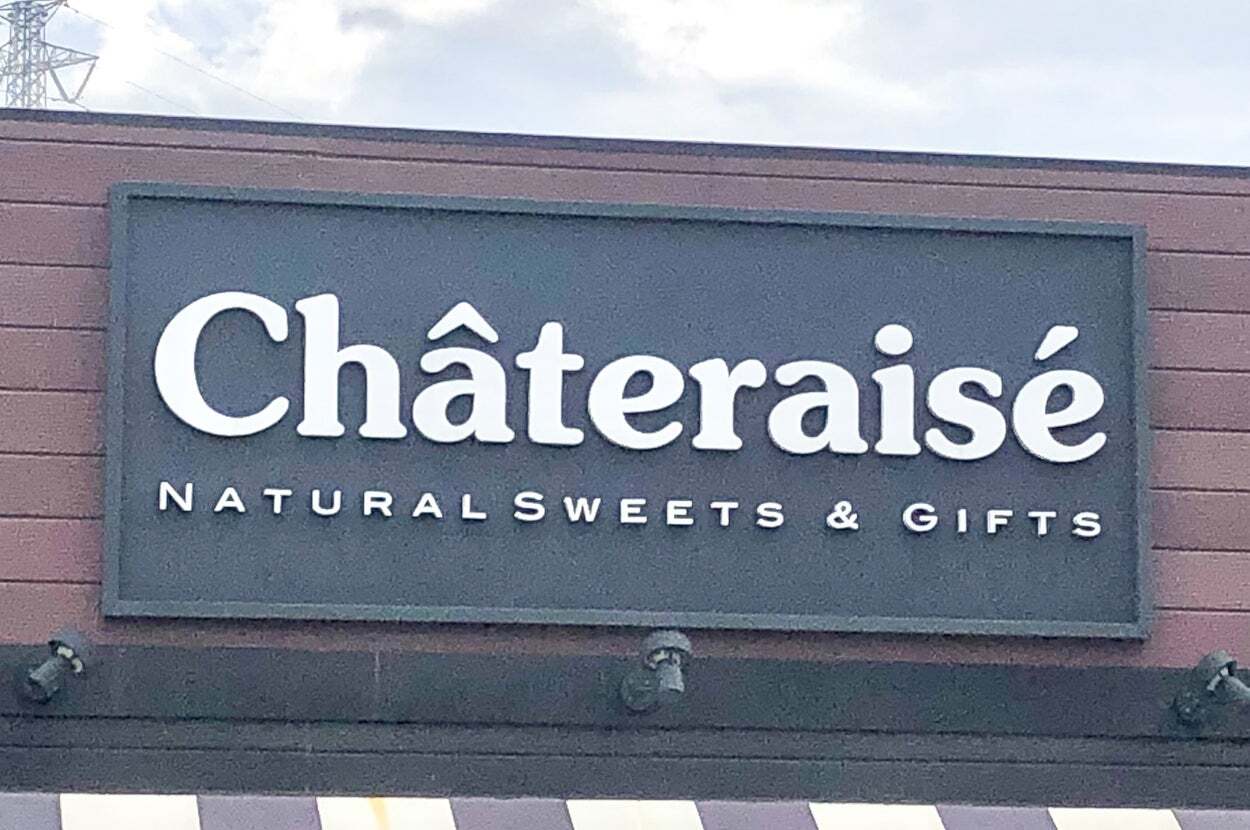 Châteraisé
NATURAL SWEETS & GIFTS